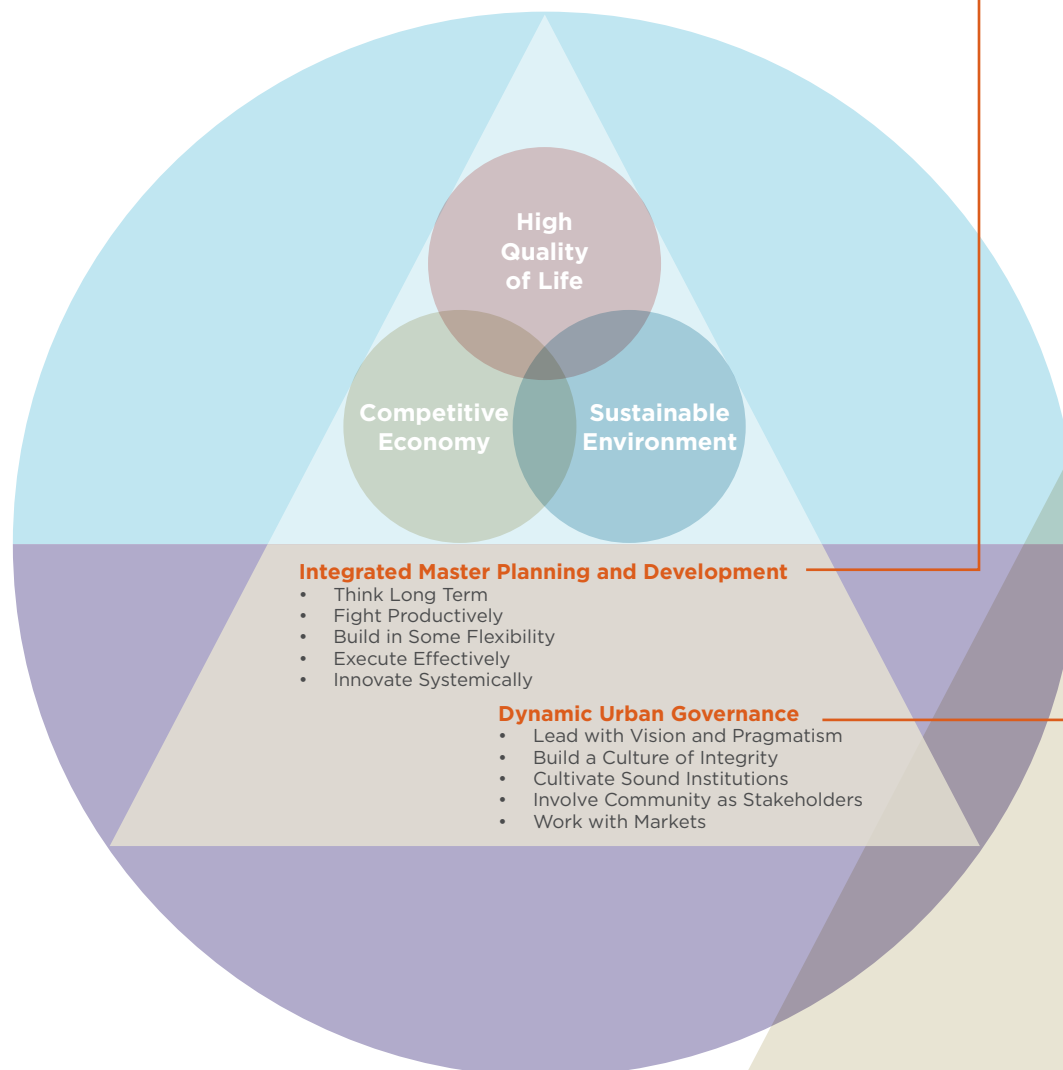 High
Quality
of Life
Competitive
Economy
Sustainable
Environment
Integrated Master Planning and Development
• Think Long Term
• Fight Productively
• Build in Some Flexibility
• Execute Effectively
• Innovate Systemically
Dynamic Urban Governance
• Lead with Vision and Pragmatism
• Build a Culture of Integrity
• Cultivate Sound Institutions
• Involve Community as Stakeholders
• Work with Markets